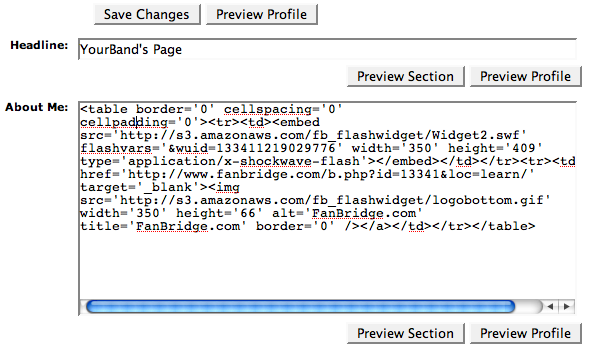 Save Changes Preview Profile
Headline: YourBand's Page
Preview Section Preview Profile
About Me: <table border='0' cellspacing='0'
cellpadding='0'><tr><td><embed
src='http://s3.amazonaws.com/fb_flashwidget/Widget2.swf'
flashvars='&wuid=133411219029776' width='350' height='409'
type='application/x-shockwave-flash'></embed></td></tr><tr><td
href='http://www.fanbridge.com/b.php?id=13341&loc=learn/'
target='_blank'><img
src='http://s3.amazonaws.com/fb_flashwidget/logobottom.gif'
width='350' height='66' alt='FanBridge.com'
title='FanBridge.com' border='0' /></a></td></tr></table>
Preview Section Preview Profile